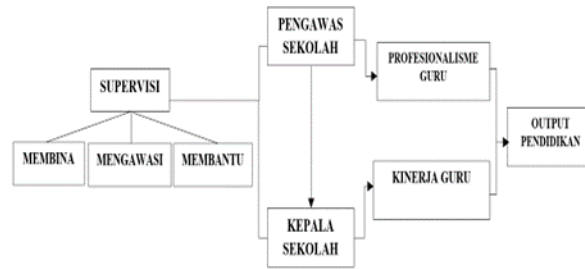 PENGAWAS
SEKOLAH
PROFESIONALISME
GURU
SUPERVISI
OUTPUT
PENDIDIKAN
MEMBINA
MENGAWASI
MEMBANTU
KINERJA GURU
KEPALA
SEKOLAH